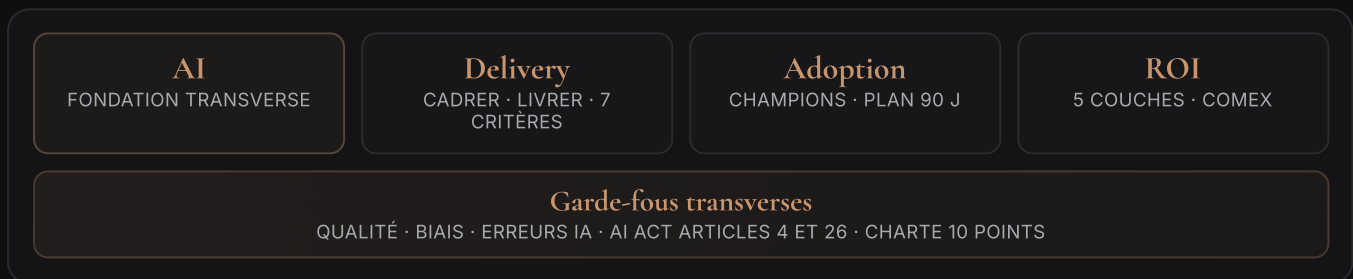 AI
FONDATION TRANSVERSE
Delivery
CADRER · LIVRER · 7
CRITÈRES
Adoption
CHAMPIONS · PLAN 90 J
ROI
5 COUCHES · COMEX
Garde-fous transverses
QUALITÉ · BIAIS · ERREURS IA · AI ACT ARTICLES 4 ET 26 · CHARTE 10 POINTS